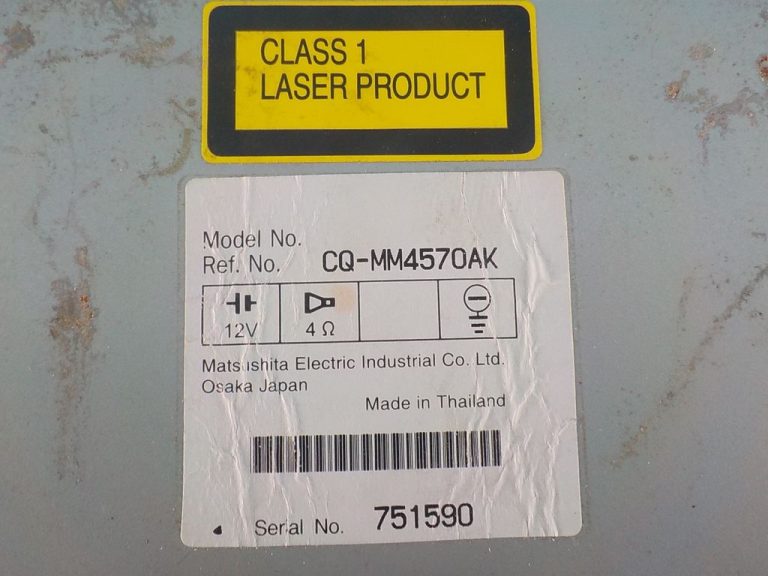 CLASS 1
LASER PRODUCT
Model No.
Ref. No. CQ-MM4570AK
12V 4 Ω
Matsushita Electric Industrial Co. Ltd.
Osaka Japan
Made in Thailand
Serial No. 751590